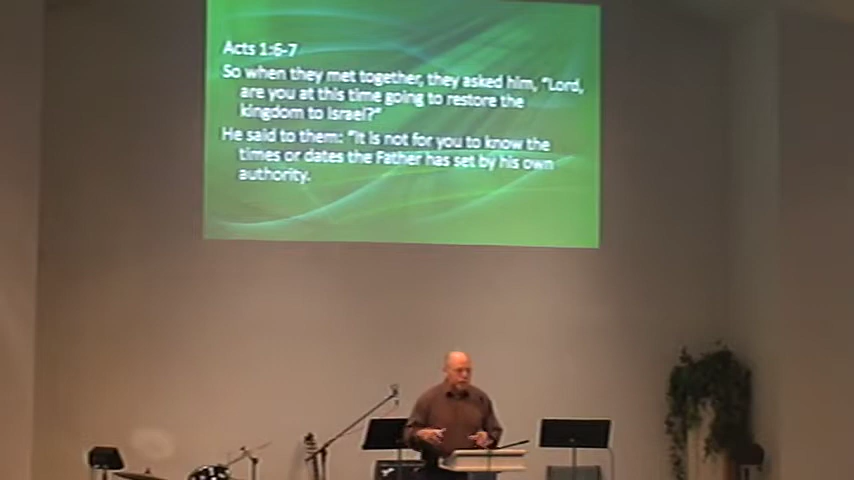 Acts 1:6-7
So when they met together, they asked him, "Lord,
are you at this time going to restore the
kingdom to Israel?"
He said to them: "It is not for you to know the
times or dates the Father has set by his own
authority.